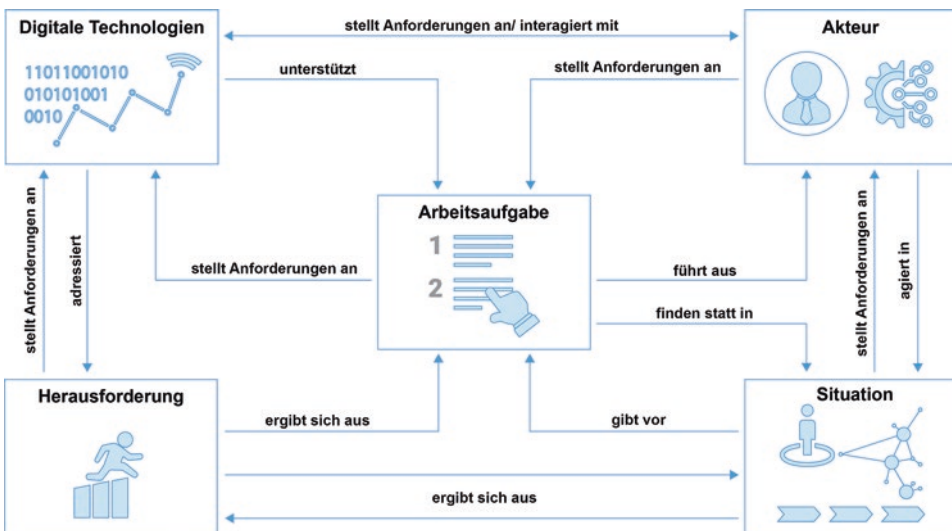 Digitale Technologien
stellt Anforderungen an/ interagiert mit
Akteur
11011001010
010101001
0010
unterstützt
stellt Anforderungen an
Arbeitsaufgabe
1
2
stellt Anforderungen an
adressiert
stellt Anforderungen an
führt aus
finden statt in
stellt Anforderungen an
agiert in
Herausforderung
ergibt sich aus
gibt vor
Situation
ergibt sich aus